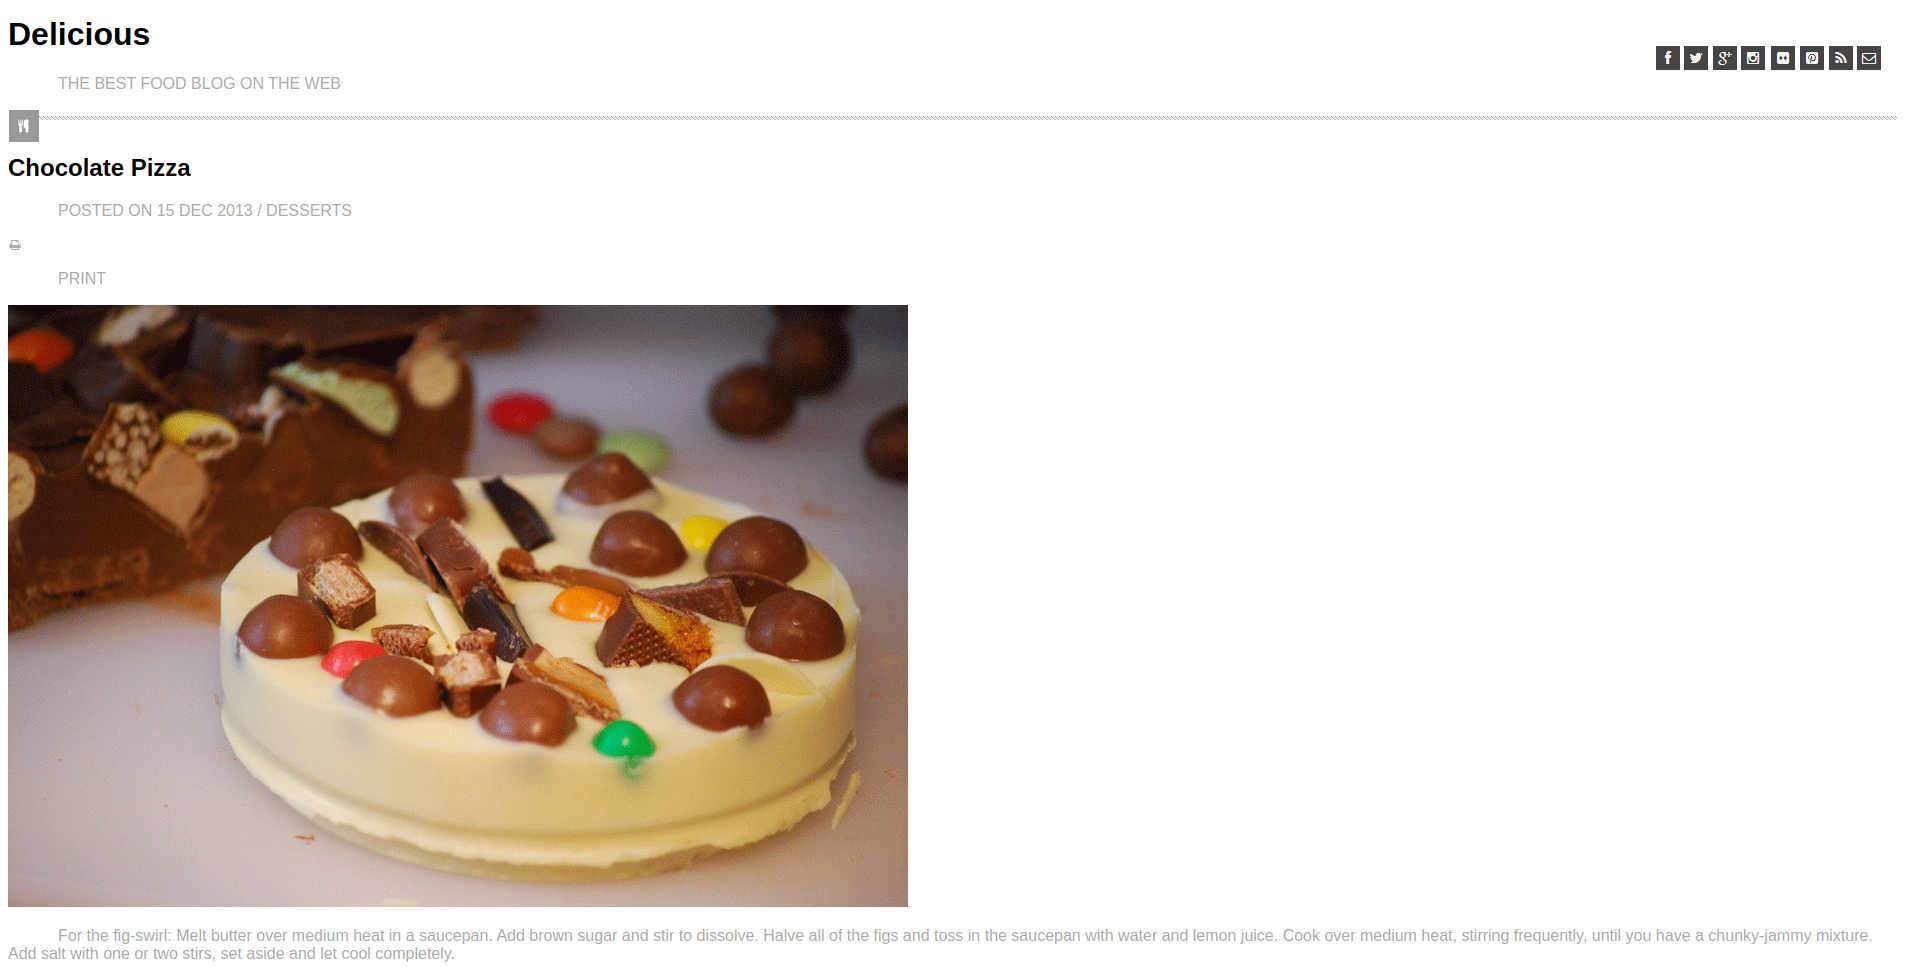 Delicious
THE BEST FOOD BLOG ON THE WEB
Chocolate Pizza
POSTED ON 15 DEC 2013 / DESSERTS
PRINT
For the fig-swirl: Melt butter over medium heat in a saucepan. Add brown sugar and stir to dissolve. Halve all of the figs and toss in the saucepan with water and lemon juice. Cook over medium heat, stirring frequently, until you have a chunky-jammy mixture.
Add salt with one or two stirs, set aside and let cool completely.